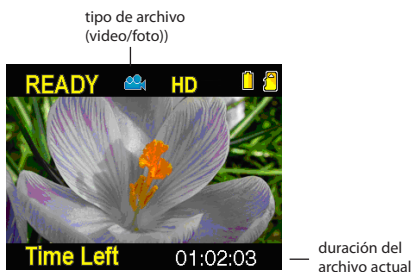 tipo de archivo
(video/foto))
READY HD
Time Left 01:02:03
duración del
archivo actual